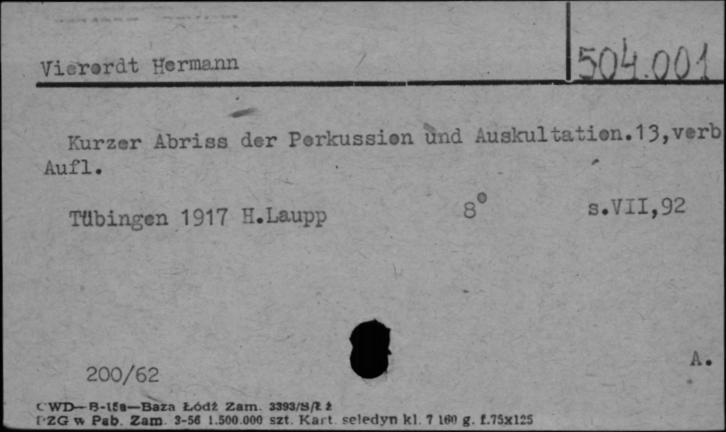 Vierordt Hermann
504.001
Kurzer Abriss der Perkussion und Auskultation.13,verb
Aufl.
Tübingen 1917 H.Laupp 8° s.VII,92
A.
200/62
CWD—B-15a—Baza Łódź Zam. 3393/S/Ł ż
PZG w Pab. Zam. 3-56 1.500.000 szt. Kart. seledyn kl. 7 160 g. f.75x125